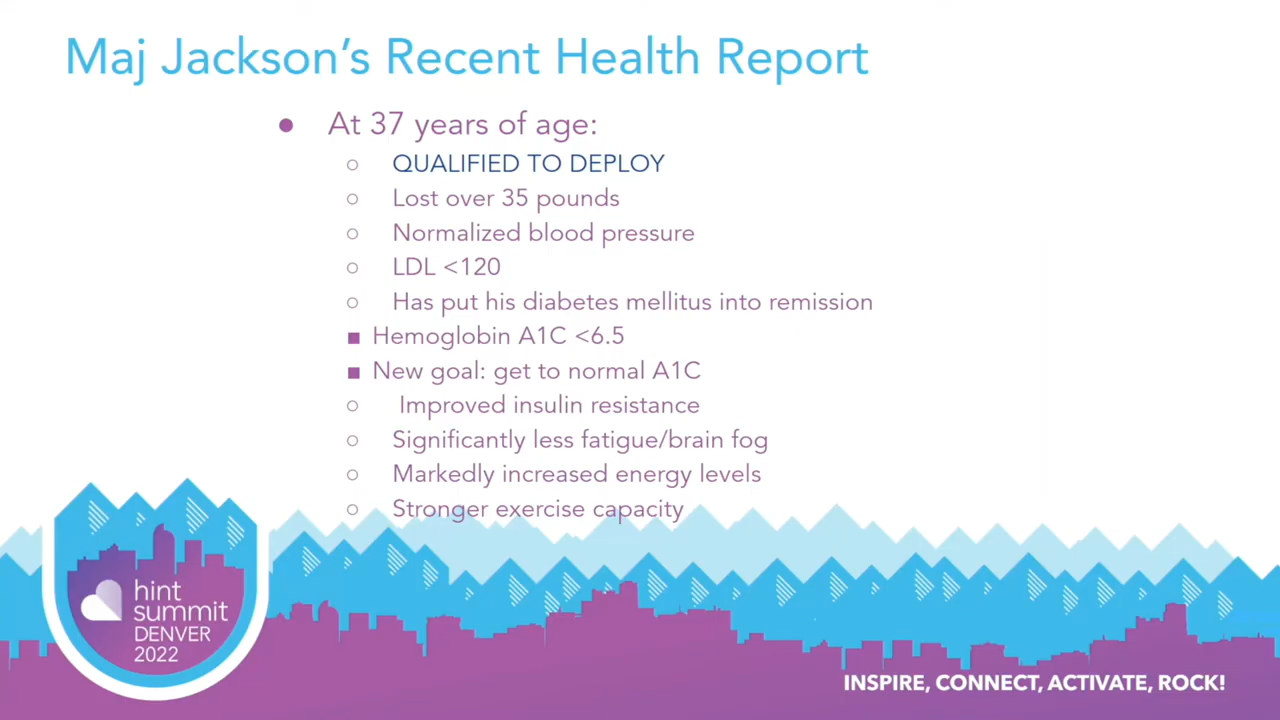 Maj Jackson’s Recent Health Report
● At 37 years of age:
○ QUALIFIED TO DEPLOY
○ Lost over 35 pounds
○ Normalized blood pressure
○ LDL <120
○ Has put his diabetes mellitus into remission
■ Hemoglobin A1C <6.5
■ New goal: get to normal A1C
○ Improved insulin resistance
○ Significantly less fatigue/brain fog
○ Markedly increased energy levels
○ Stronger exercise capacity
hint
summit
DENVER
2022
INSPIRE, CONNECT, ACTIVATE, ROCK!